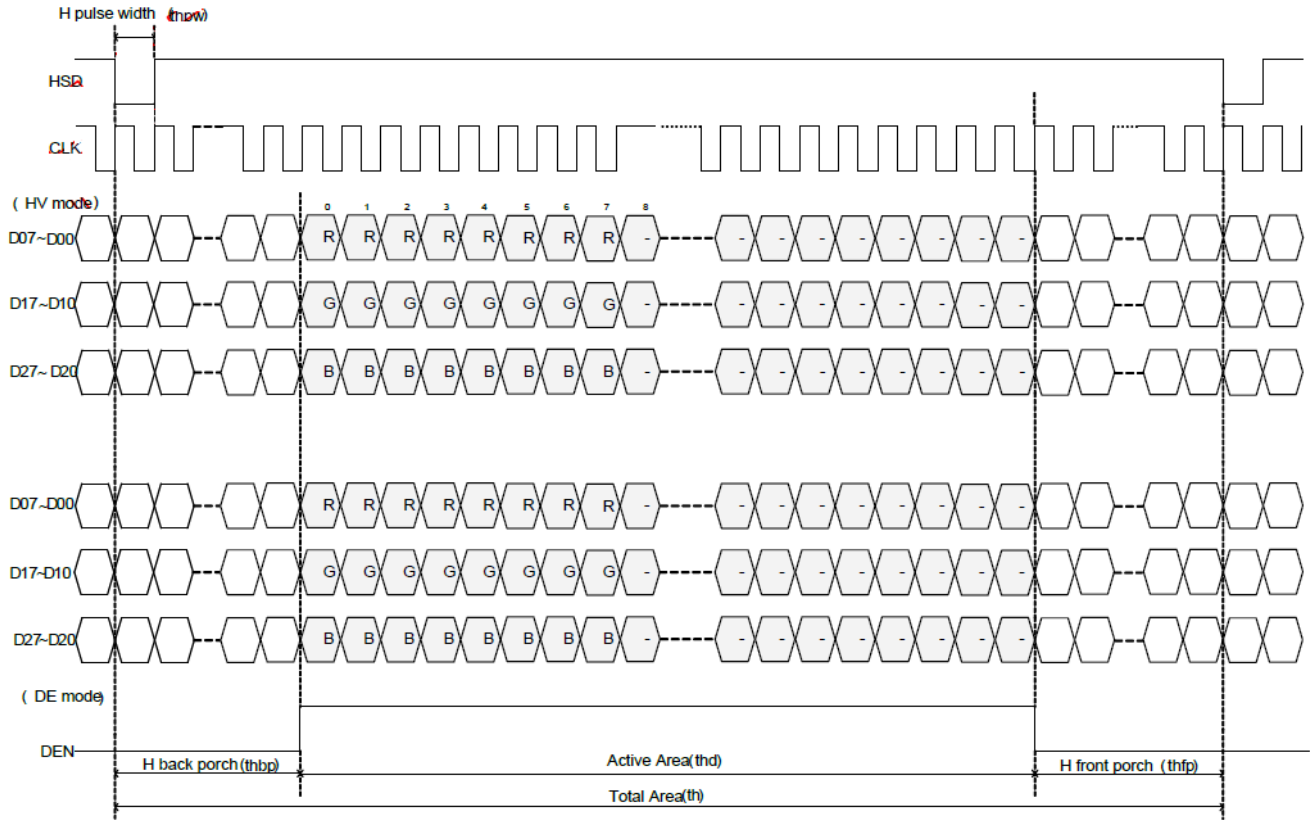 H pulse width (thpw)
HSD
CLK
( HV mode)
0 1 2 3 4 5 6 7 8
D07~D00 R R R R R R R R - - - - - - - - -
D17~D10 G G G G G G G G - - - - - - - - -
D27~D20 B B B B B B B B - - - - - - - - -
D07~D00 R R R R R R R R - - - - - - - - -
D17~D10 G G G G G G G G - - - - - - - - -
D27~D20 B B B B B B B B - - - - - - - - -
( DE mode)
DEN
H back porch (thbp) Active Area(thd) H front porch (thfp)
Total Area(th)